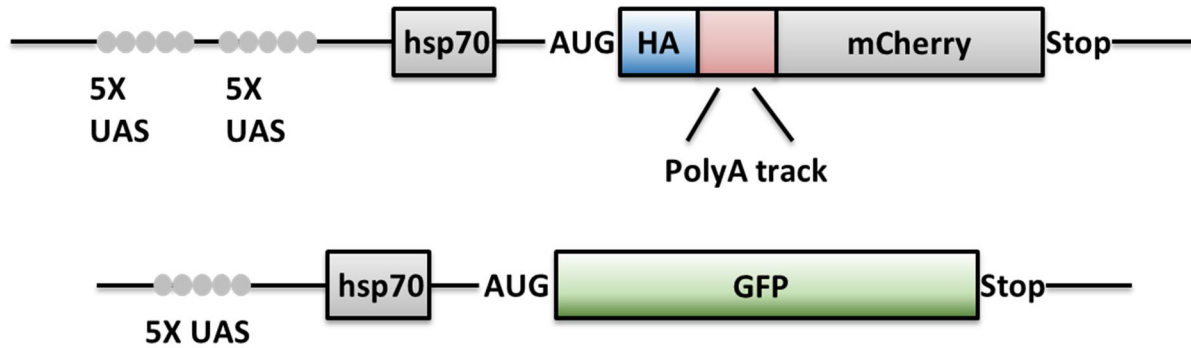 hsp70 AUG HA mCherry Stop
5X UAS 5X UAS
PolyA track
hsp70 AUG GFP Stop
5X UAS